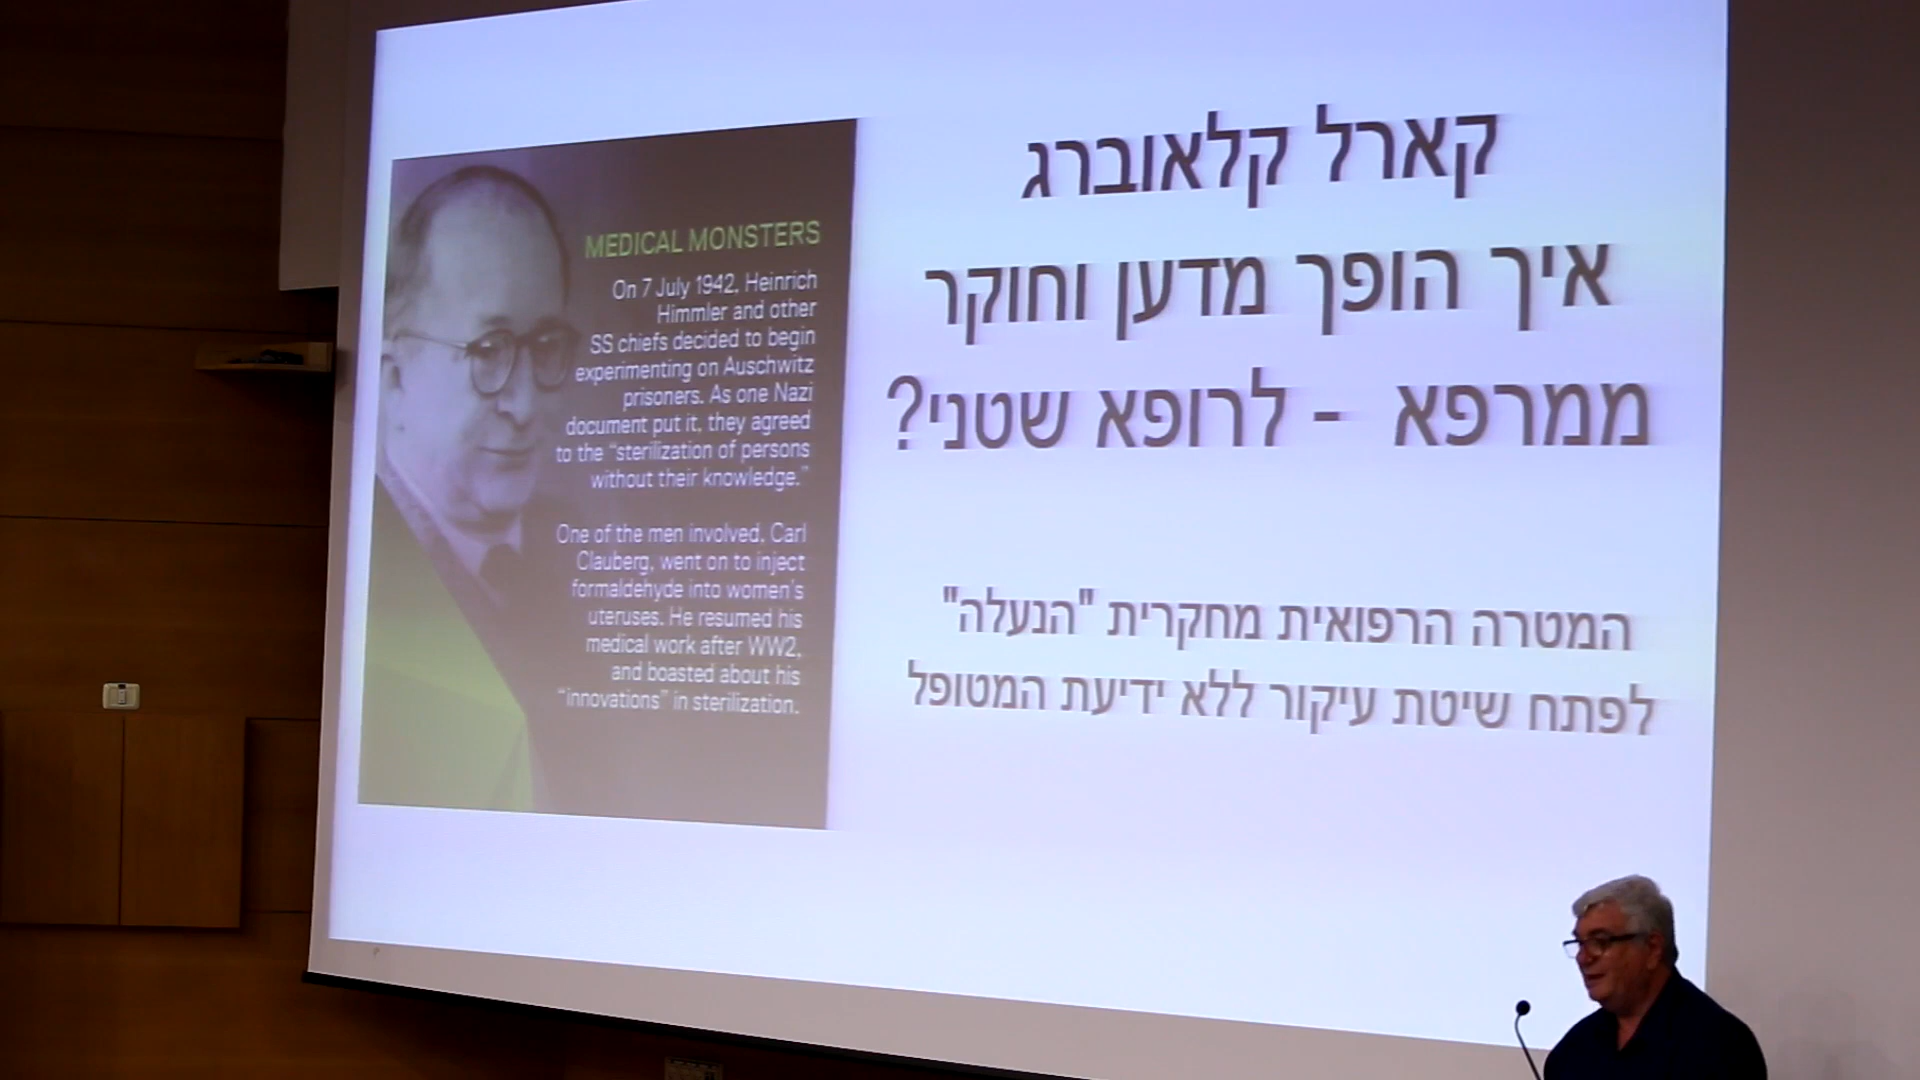 קארל קלאוברג
איך הופך מדען וחוקר
ממרפא - לרופא שטני?
המטרה הרפואית מחקרית "הנעלה"
לפתח שיטת עיקור ללא ידיעת המטופל
MEDICAL MONSTERS
On 7 July 1942, Heinrich
Himmler and other
SS chiefs decided to begin
experimenting on Auschwitz
prisoners. As one Nazi
document put it, they agreed
to the "sterilization of persons
without their knowledge."
One of the men involved, Carl
Clauberg, went on to inject
formaldehyde into women's
uteruses. He resumed his
medical work after WW2,
and boasted about his
"innovations" in sterilization.